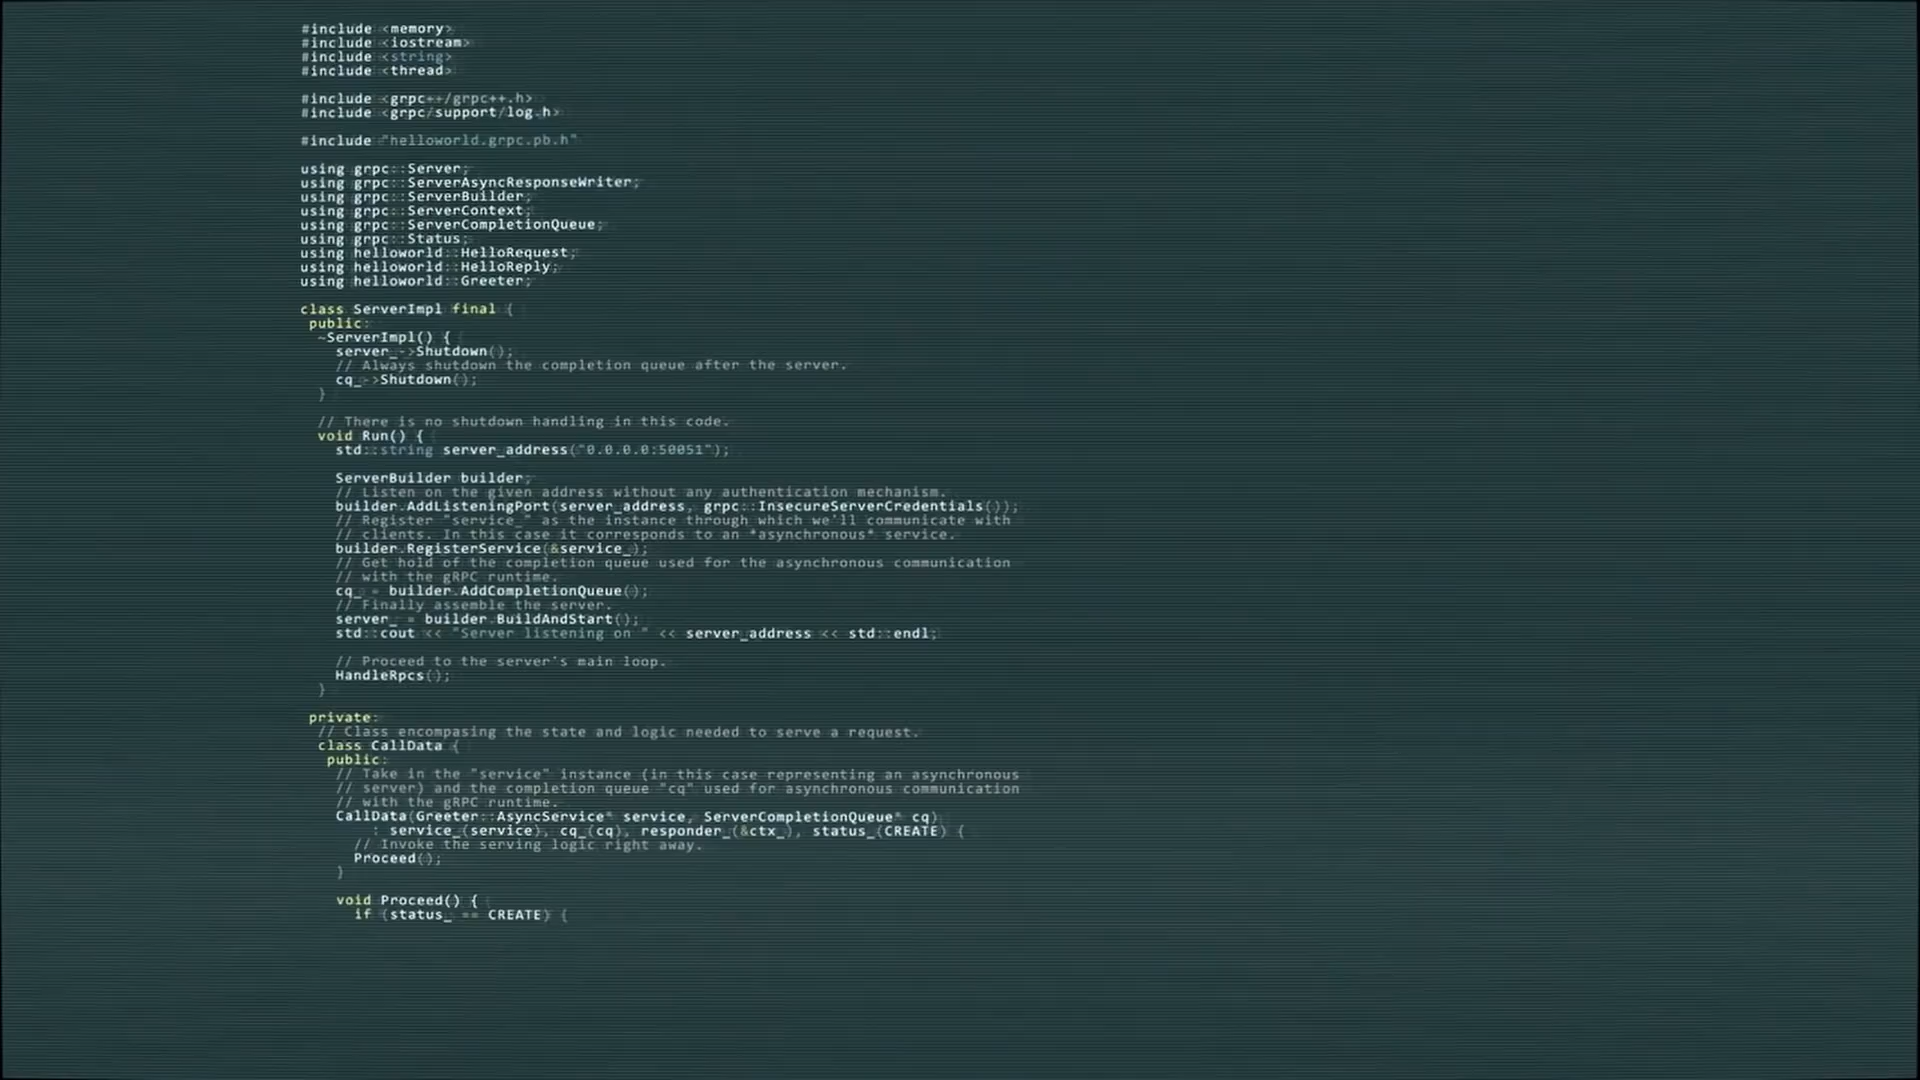 #include <memory>
#include <iostream>
#include <string>
#include <thread>
#include <grpc++/grpc++.h>
#include <grpc/support/log.h>
#include "helloworld.grpc.pb.h"
using grpc::Server;
using grpc::ServerAsyncResponseWriter;
using grpc::ServerBuilder;
using grpc::ServerContext;
using grpc::ServerCompletionQueue;
using grpc::Status;
using helloworld::HelloRequest;
using helloworld::HelloReply;
using helloworld::Greeter;
class ServerImpl final {
public:
~ServerImpl() {
server_->Shutdown();
// Always shutdown the completion queue after the server.
cq_->Shutdown();
}
// There is no shutdown handling in this code.
void Run() {
std::string server_address("0.0.0.0:50051");
ServerBuilder builder;
// Listen on the given address without any authentication mechanism.
builder.AddListeningPort(server_address, grpc::InsecureServerCredentials());
// Register "service_" as the instance through which we'll communicate with
// clients. In this case it corresponds to an *asynchronous* service.
builder.RegisterService(&service_);
// Get hold of the completion queue used for the asynchronous communication
// with the gRPC runtime.
cq_ = builder.AddCompletionQueue();
// Finally assemble the server.
server_ = builder.BuildAndStart();
std::cout << "Server listening on " << server_address << std::endl;
// Proceed to the server's main loop.
HandleRpcs();
}
private:
// Class encompasing the state and logic needed to serve a request.
class CallData {
public:
// Take in the "service" instance (in this case representing an asynchronous
// server) and the completion queue "cq" used for asynchronous communication
// with the gRPC runtime.
CallData(Greeter::AsyncService* service, ServerCompletionQueue* cq)
: service_(service), cq_(cq), responder_(&ctx_), status_(CREATE) {
// Invoke the serving logic right away.
Proceed();
}
void Proceed() {
if (status_ == CREATE) {